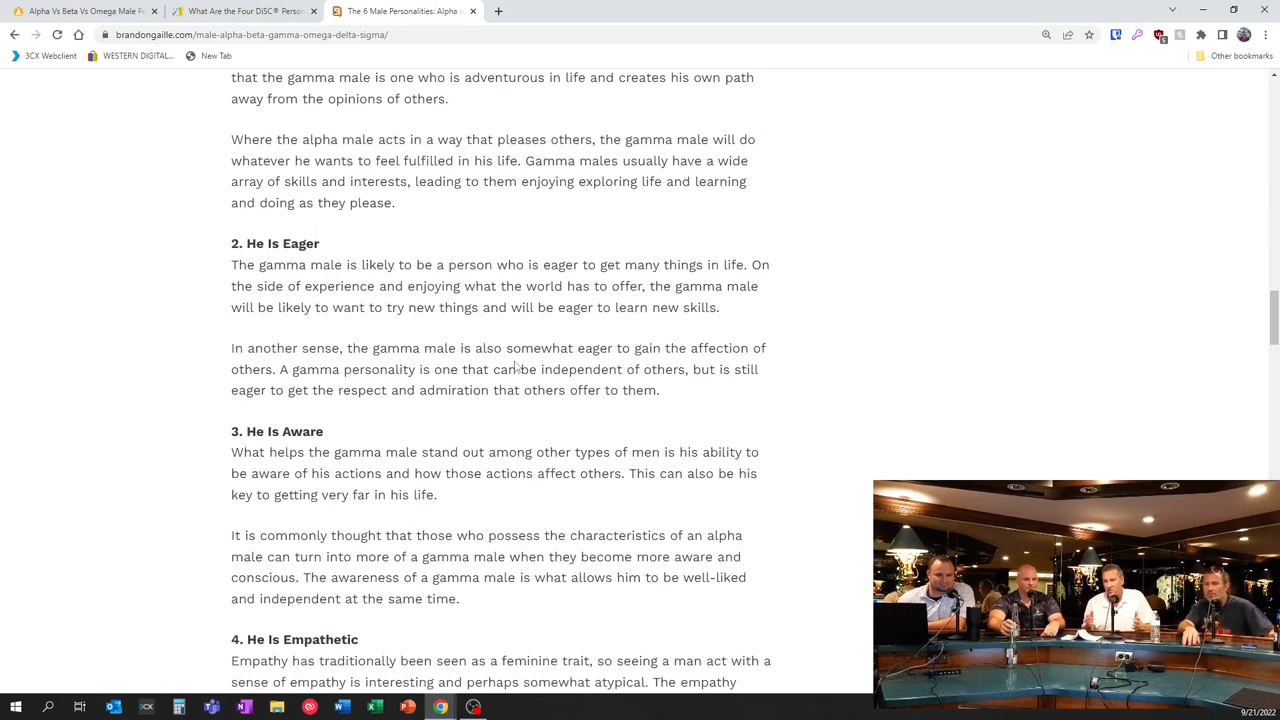 Alpha Vs Beta Vs Omega Male Pe
What Are the Four DiSC® Person
The 6 Male Personalities: Alpha v
brandongaille.com/male-alpha-beta-gamma-omega-delta-sigma/
3CX Webclient
WESTERN DIGITAL...
New Tab
Other bookmarks
that the gamma male is one who is adventurous in life and creates his own path
away from the opinions of others.
Where the alpha male acts in a way that pleases others, the gamma male will do
whatever he wants to feel fulfilled in his life. Gamma males usually have a wide
array of skills and interests, leading to them enjoying exploring life and learning
and doing as they please.
2. He Is Eager
The gamma male is likely to be a person who is eager to get many things in life. On
the side of experience and enjoying what the world has to offer, the gamma male
will be likely to want to try new things and will be eager to learn new skills.
In another sense, the gamma male is also somewhat eager to gain the affection of
others. A gamma personality is one that can be independent of others, but is still
eager to get the respect and admiration that others offer to them.
3. He Is Aware
What helps the gamma male stand out among other types of men is his ability to
be aware of his actions and how those actions affect others. This can also be his
key to getting very far in his life.
It is commonly thought that those who possess the characteristics of an alpha
male can turn into more of a gamma male when they become more aware and
conscious. The awareness of a gamma male is what allows him to be well-liked
and independent at the same time.
4. He Is Empathetic
Empathy has traditionally been seen as a feminine trait, so seeing a man act with a
sense of empathy is interesting and perhaps somewhat atypical. The empathy
9/21/2022